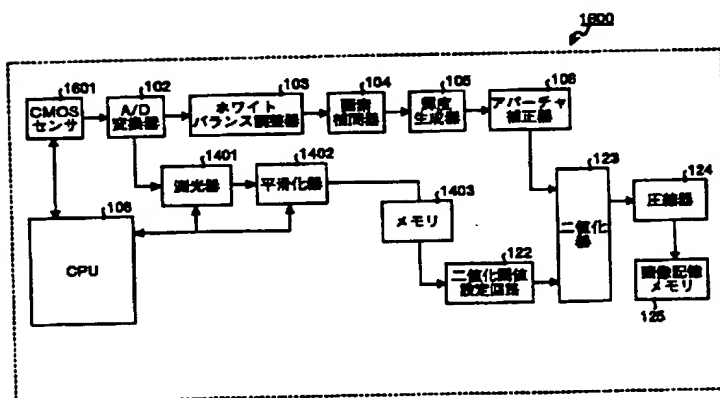 1600
1601
102
103
104
105
106
CMOS
センサ
A/D
変換器
ホワイト
バランス調整器
画素
補間器
輝度
生成器
アパーチャ
補正器
1401
1402
測光器
平滑化器
1403
メモリ
123
二値化
器
124
圧縮器
106
CPU
122
二値化閾値
設定回路
画像記憶
メモリ
125